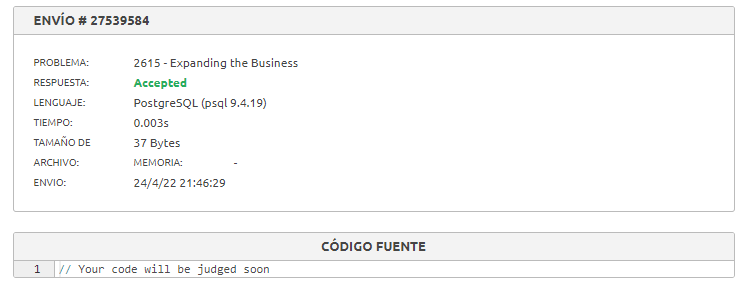 ENVÍO # 27539584
PROBLEMA: 2615 - Expanding the Business
RESPUESTA: Accepted
LENGUAJE: PostgreSQL (psql 9.4.19)
TIEMPO: 0.003s
TAMAÑO DE 37 Bytes
ARCHIVO: MEMORIA: -
ENVIO: 24/4/22 21:46:29
CÓDIGO FUENTE
1 // Your code will be judged soon